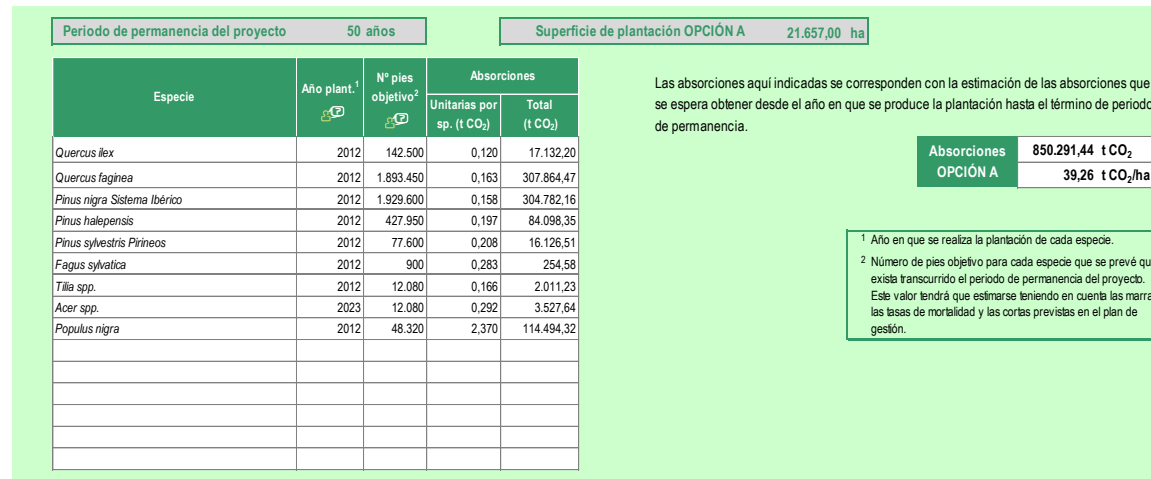 Periodo de permanencia del proyecto 50 años
Superficie de plantación OPCIÓN A 21.657,00 ha
Especie Año plant.¹ Nº pies objetivo² Absorciones
Unitarias por sp. (t CO₂) Total (t CO₂)
Quercus ilex 2012 142.500 0,120 17.132,20
Quercus faginea 2012 1.893.450 0,163 307.864,47
Pinus nigra Sistema Ibérico 2012 1.929.600 0,158 304.782,16
Pinus halepensis 2012 427.950 0,197 84.098,35
Pinus sylvestris Pirineos 2012 77.600 0,208 16.126,51
Fagus sylvatica 2012 900 0,283 254,58
Tilia spp. 2012 12.080 0,166 2.011,23
Acer spp. 2023 12.080 0,292 3.527,64
Populus nigra 2012 48.320 2,370 114.494,32
Las absorciones aquí indicadas se corresponden con la estimación de las absorciones que
se espera obtener desde el año en que se produce la plantación hasta el término de periodo
de permanencia.
Absorciones OPCIÓN A
850.291,44 t CO₂
39,26 t CO₂/ha
¹ Año en que se realiza la plantación de cada especie.
² Número de pies objetivo para cada especie que se prevé qu
exista transcurrido el periodo de permanencia del proyecto.
Este valor tendrá que estimarse teniendo en cuenta las marra
las tasas de mortalidad y las cortas previstas en el plan de
gestión.